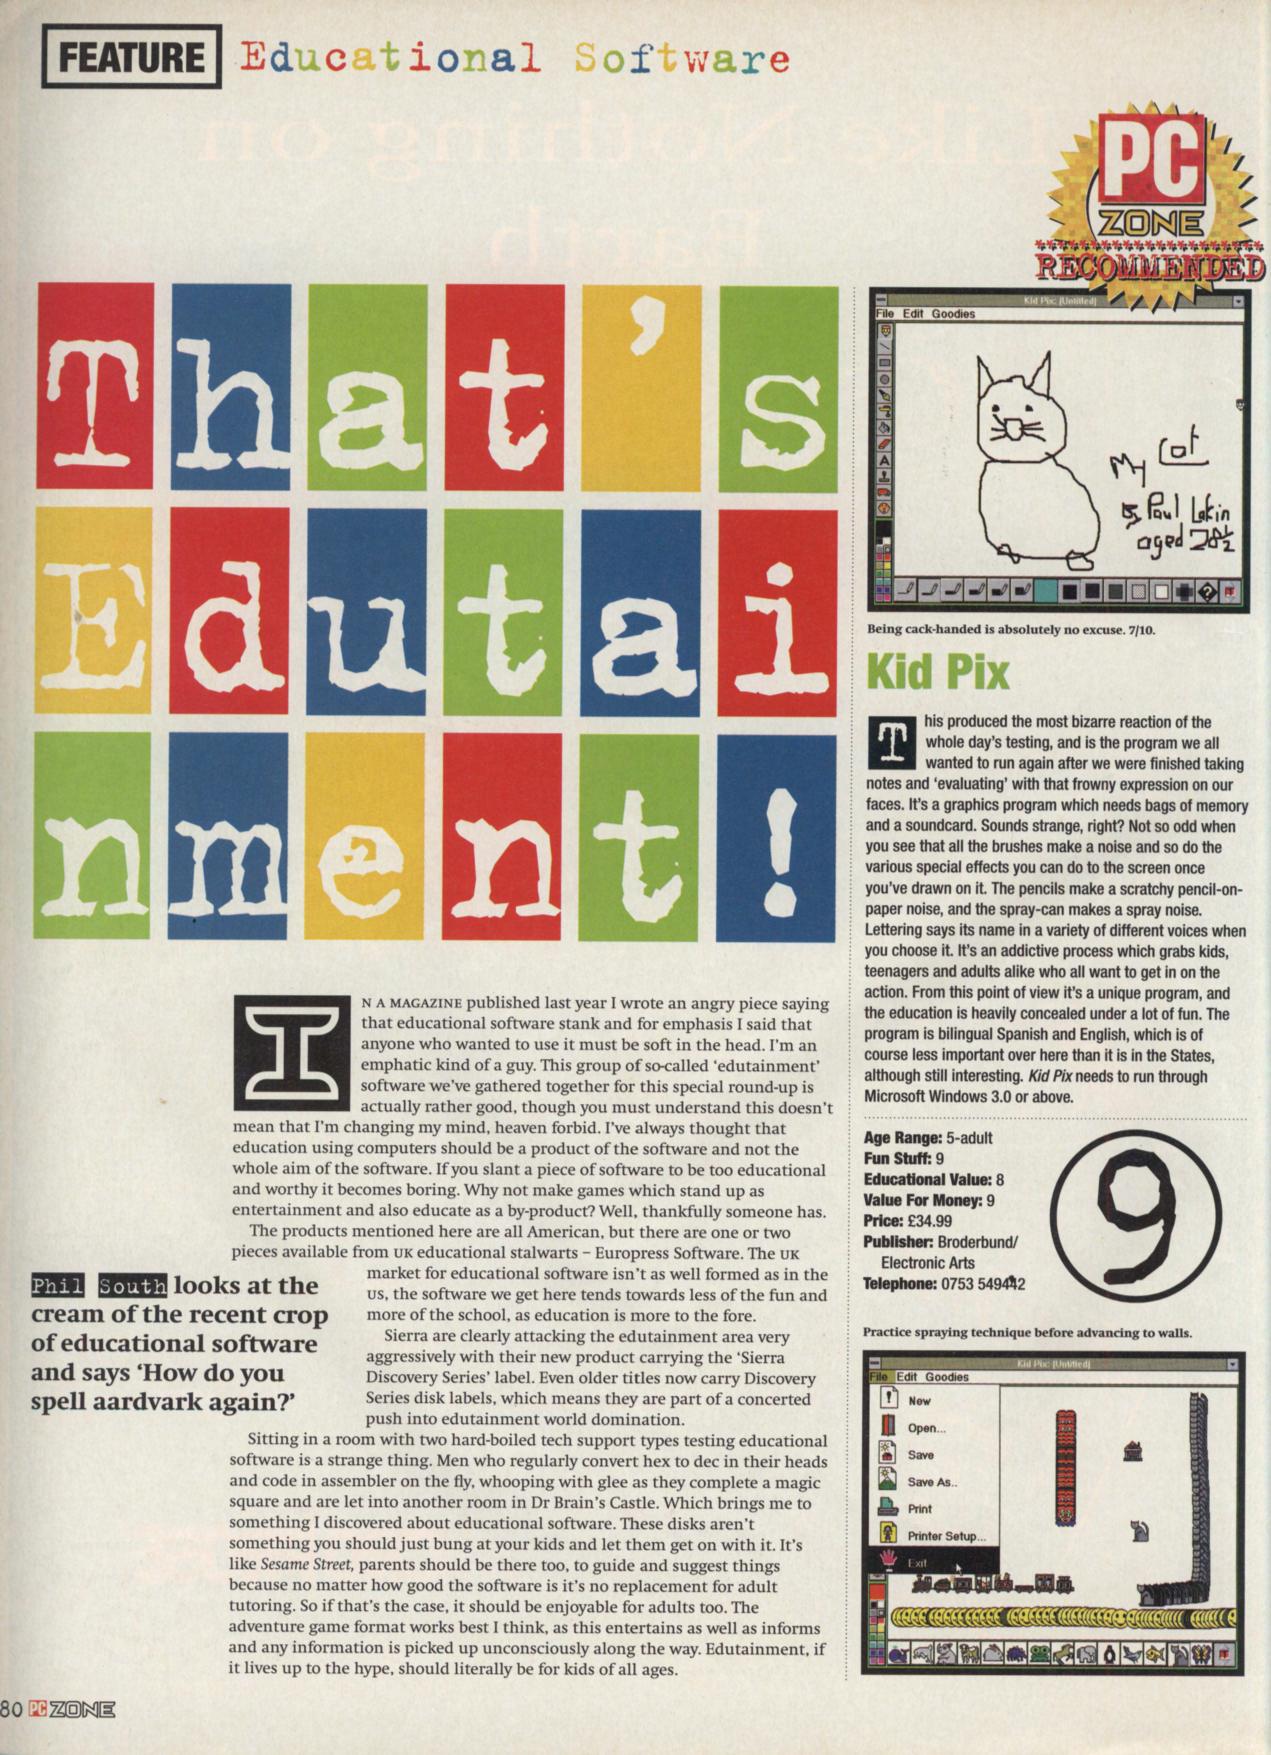 FEATURE Educational Software
PC
ZONE
RECOMMENDED
That's
Edutai
nment!
IN A MAGAZINE published last year I wrote an angry piece saying
that educational software stank and for emphasis I said that
anyone who wanted to use it must be soft in the head. I'm an
emphatic kind of a guy. This group of so-called 'edutainment'
software we've gathered together for this special round-up is
actually rather good, though you must understand this doesn't
mean that I'm changing my mind, heaven forbid. I've always thought that
education using computers should be a product of the software and not the
whole aim of the software. If you slant a piece of software to be too educational
and worthy it becomes boring. Why not make games which stand up as
entertainment and also educate as a by-product? Well, thankfully someone has.
The products mentioned here are all American, but there are one or two
pieces available from UK educational stalwarts – Europress Software. The UK
market for educational software isn't as well formed as in the
US, the software we get here tends towards less of the fun and
more of the school, as education is more to the fore.
Sierra are clearly attacking the edutainment area very
aggressively with their new product carrying the 'Sierra
Discovery Series' label. Even older titles now carry Discovery
Series disk labels, which means they are part of a concerted
push into edutainment world domination.
Sitting in a room with two hard-boiled tech support types testing educational
software is a strange thing. Men who regularly convert hex to dec in their heads
and code in assembler on the fly, whooping with glee as they complete a magic
square and are let into another room in Dr Brain's Castle. Which brings me to
something I discovered about educational software. These disks aren't
something you should just bung at your kids and let them get on with it. It's
like Sesame Street, parents should be there too, to guide and suggest things
because no matter how good the software is it's no replacement for adult
tutoring. So if that's the case, it should be enjoyable for adults too. The
adventure game format works best I think, as this entertains as well as informs
and any information is picked up unconsciously along the way. Edutainment, if
it lives up to the hype, should literally be for kids of all ages.
Phil South looks at the
cream of the recent crop
of educational software
and says 'How do you
spell aardvark again?'
Kid Pix: [Untitled]
File Edit Goodies
My Cat
by Paul Lakin
aged 28½
A
?
Being cack-handed is absolutely no excuse. 7/10.
Kid Pix
This produced the most bizarre reaction of the
whole day's testing, and is the program we all
wanted to run again after we were finished taking
notes and 'evaluating' with that frowny expression on our
faces. It's a graphics program which needs bags of memory
and a soundcard. Sounds strange, right? Not so odd when
you see that all the brushes make a noise and so do the
various special effects you can do to the screen once
you've drawn on it. The pencils make a scratchy pencil-on-
paper noise, and the spray-can makes a spray noise.
Lettering says its name in a variety of different voices when
you choose it. It's an addictive process which grabs kids,
teenagers and adults alike who all want to get in on the
action. From this point of view it's a unique program, and
the education is heavily concealed under a lot of fun. The
program is bilingual Spanish and English, which is of
course less important over here than it is in the States,
although still interesting. Kid Pix needs to run through
Microsoft Windows 3.0 or above.
Age Range: 5-adult
Fun Stuff: 9
Educational Value: 8
Value For Money: 9
Price: £34.99
Publisher: Broderbund/
Electronic Arts
Telephone: 0753 549442
9
Practice spraying technique before advancing to walls.
Kid Pix: [Untitled]
File Edit Goodies
New
Open...
Save
Save As..
Print
Printer Setup...
Exit
80 PC ZONE